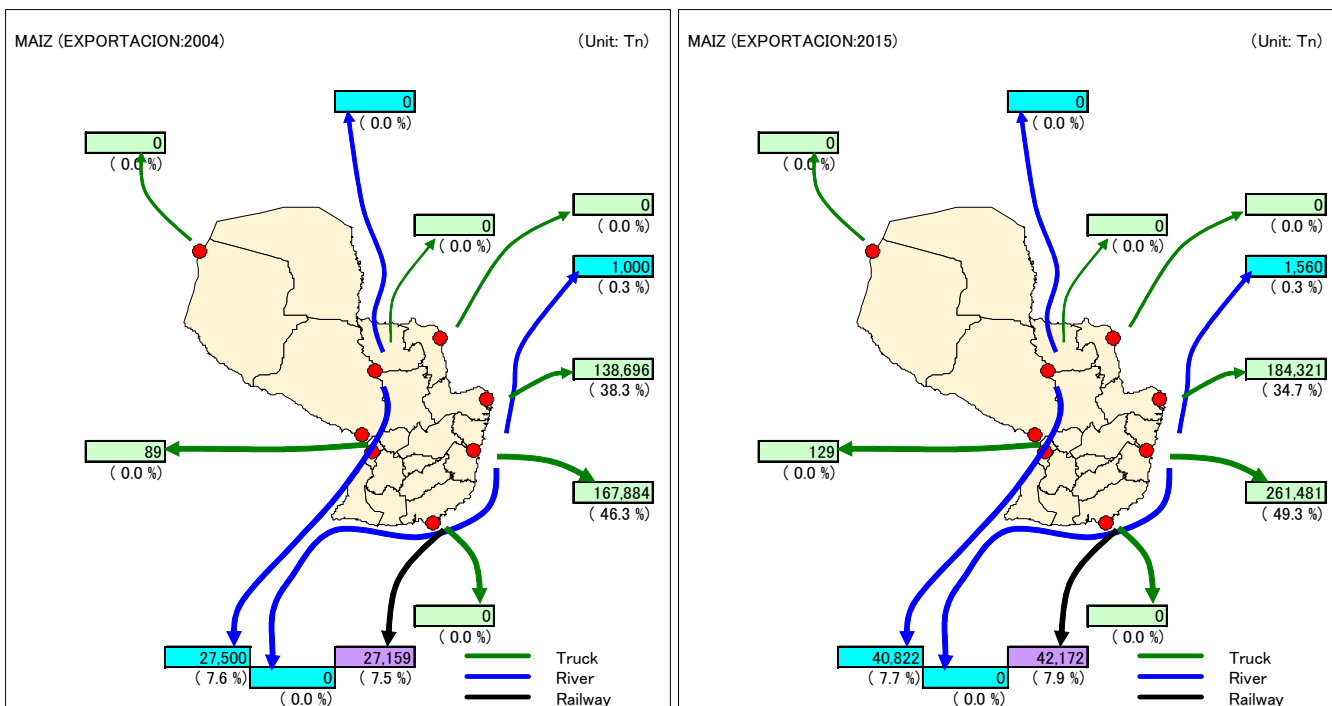 MAIZ (EXPORTACION:2004) (Unit: Tn)
0
( 0.0 %)
0
( 0.0 %)
0
( 0.0 %)
0
( 0.0 %)
1,000
( 0.3 %)
138,696
( 38.3 %)
89
( 0.0 %)
167,884
( 46.3 %)
0
( 0.0 %)
27,500
( 7.6 %)
0
( 0.0 %)
27,159
( 7.5 %)
Truck
River
Railway
MAIZ (EXPORTACION:2015) (Unit: Tn)
0
( 0.0 %)
0
( 0.0 %)
0
( 0.0 %)
0
( 0.0 %)
1,560
( 0.3 %)
184,321
( 34.7 %)
129
( 0.0 %)
261,481
( 49.3 %)
0
( 0.0 %)
40,822
( 7.7 %)
0
( 0.0 %)
42,172
( 7.9 %)
Truck
River
Railway